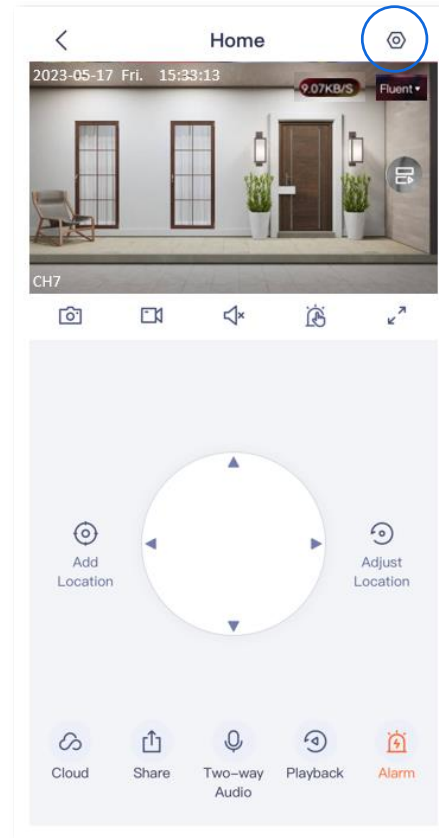 Home
2023-05-17 Fri. 15:33:13
9.07KB/S
Fluent
CH7
Add
Location
Adjust
Location
Cloud
Share
Two-way
Audio
Playback
Alarm